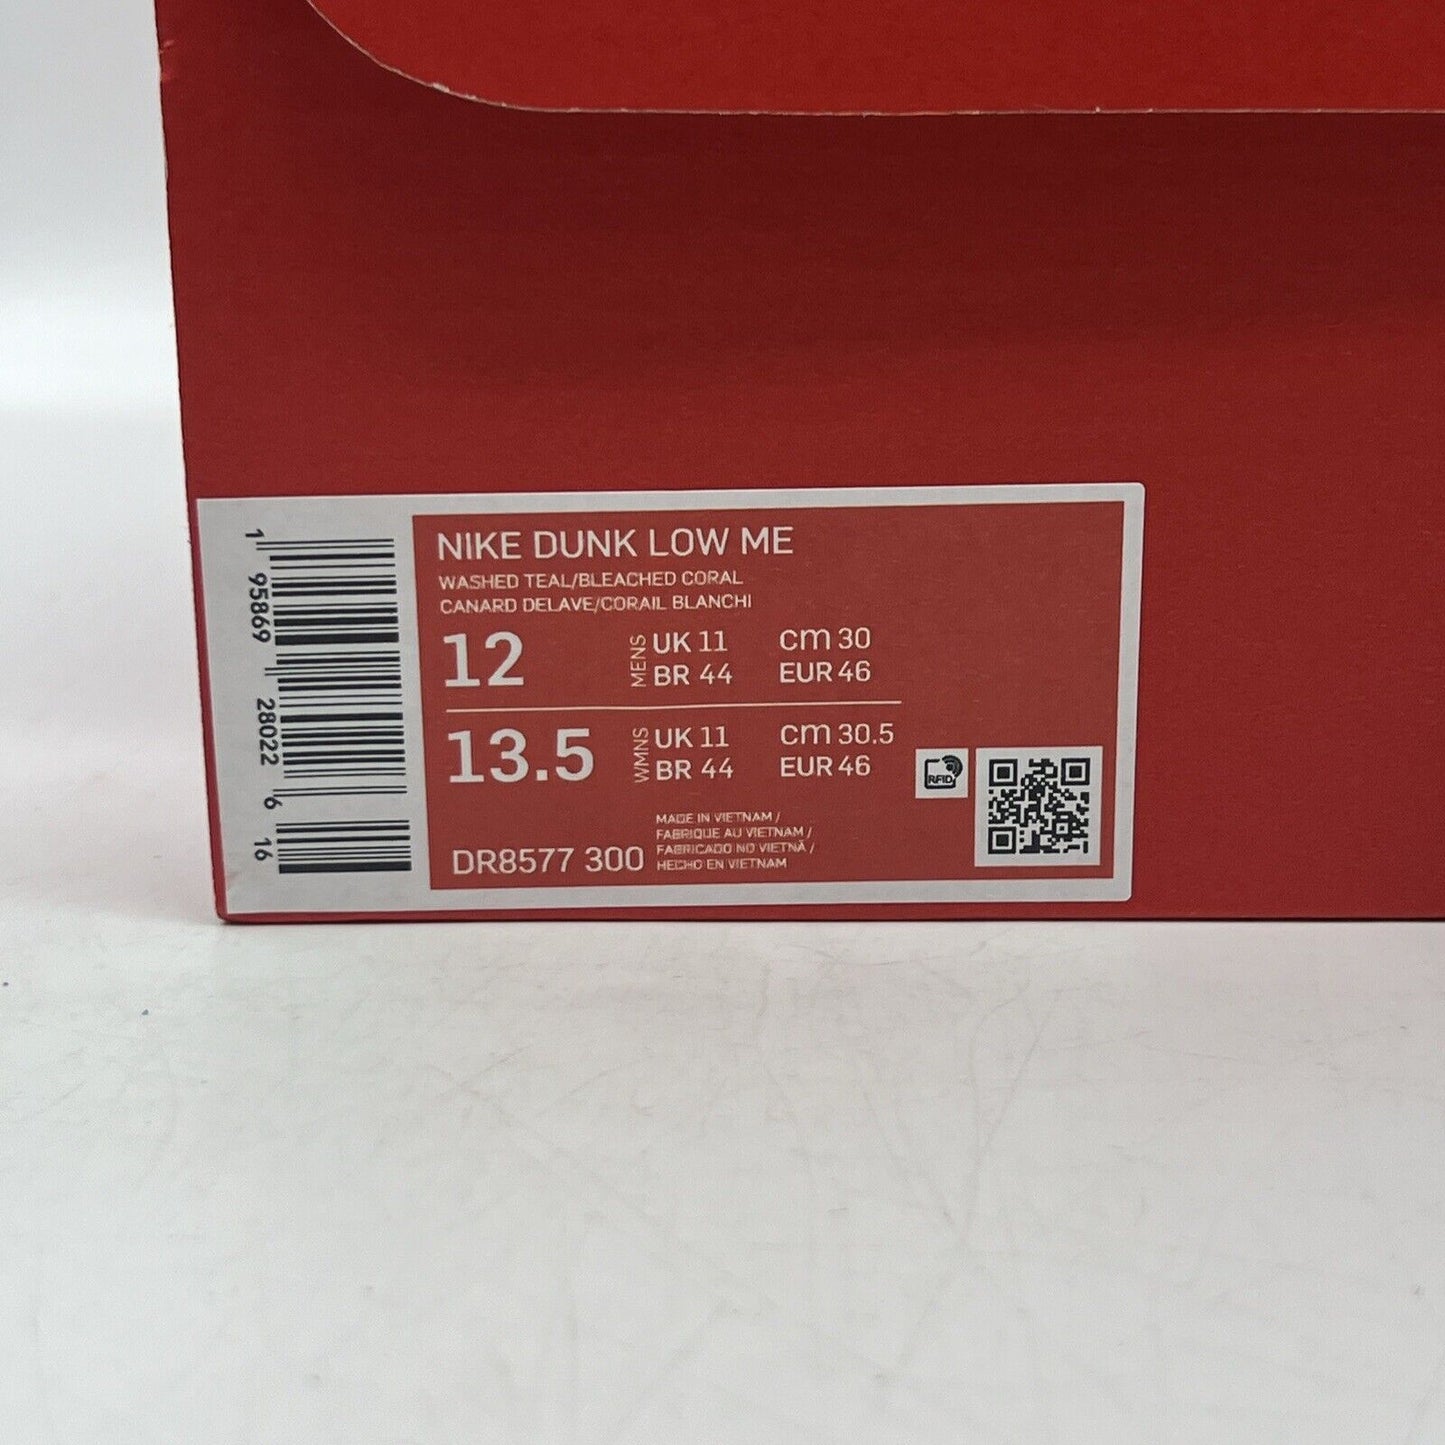 NIKE DUNK LOW ME
WASHED TEAL/BLEACHED CORAL
CANARD DELAVE/CORAIL BLANCHI
12 MENS UK 11 cm 30
BR 44 EUR 46
13.5 WMNS UK 11 cm 30.5
BR 44 EUR 46
RFID
MADE IN VIETNAM /
FABRIQUE AU VIETNAM /
FABRICADO NO VIETNÃ /
HECHO EN VIETNAM
DR8577 300
1 95869 28022 6 16